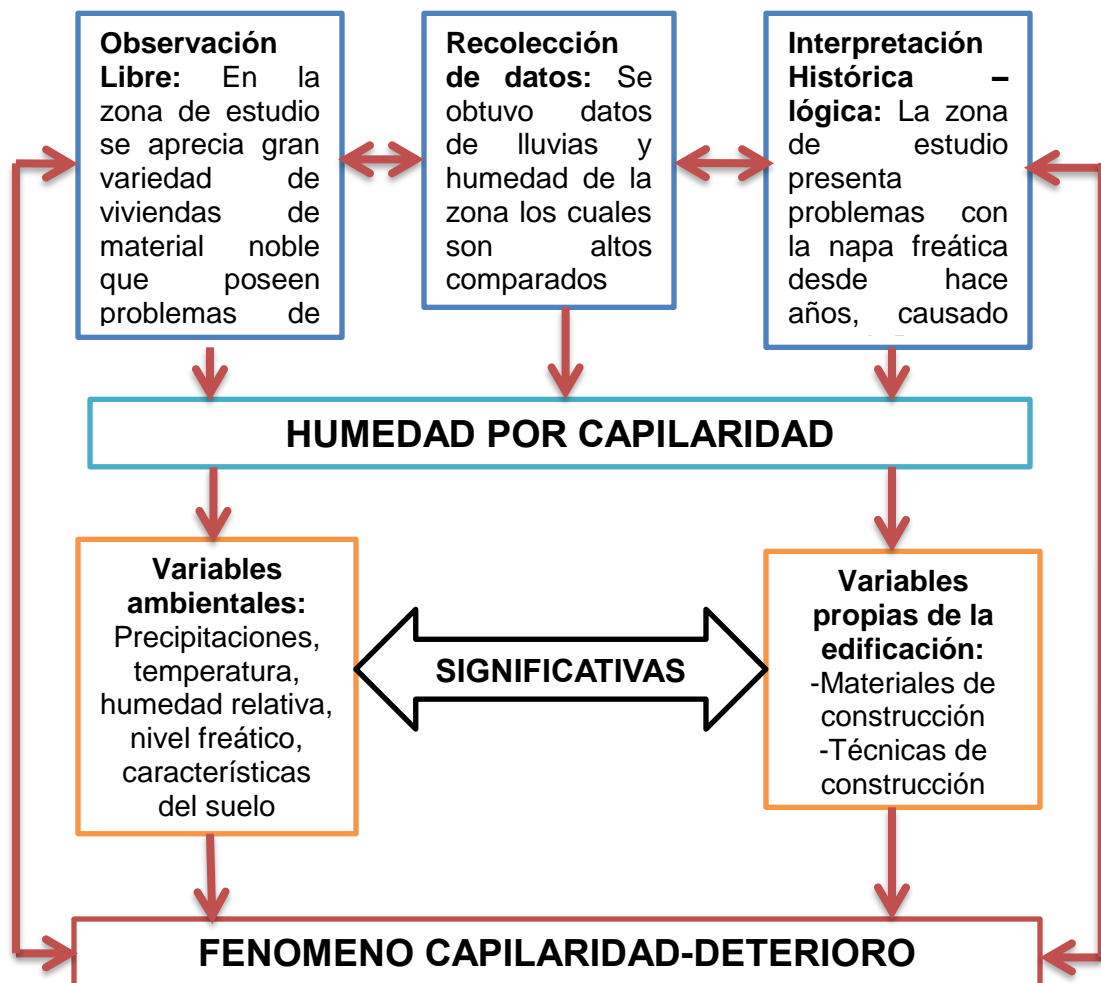 Observación
Libre: En la
zona de estudio
se aprecia gran
variedad de
viviendas de
material noble
que poseen
problemas de
Recolección
de datos: Se
obtuvo datos
de lluvias y
humedad de la
zona los cuales
son altos
comparados
Interpretación
Histórica –
lógica: La zona
de estudio
presenta
problemas con
la napa freática
desde hace
años, causado
HUMEDAD POR CAPILARIDAD
Variables
ambientales:
Precipitaciones,
temperatura,
humedad relativa,
nivel freático,
características
del suelo
SIGNIFICATIVAS
Variables
propias de la
edificación:
-Materiales de
construcción
-Técnicas de
construcción
FENOMENO CAPILARIDAD-DETERIORO